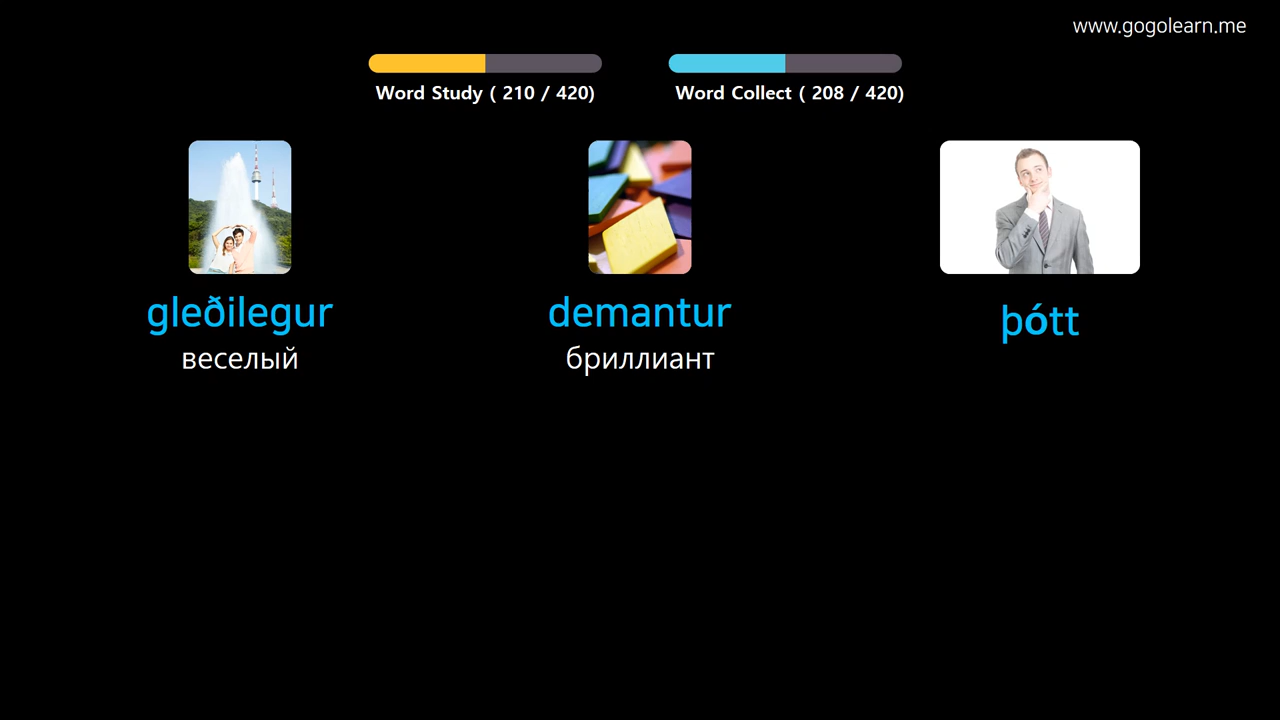 www.gogolearn.me
Word Study ( 210 / 420)
Word Collect ( 208 / 420)
gleðilegur
веселый
demantur
бриллиант
þótt